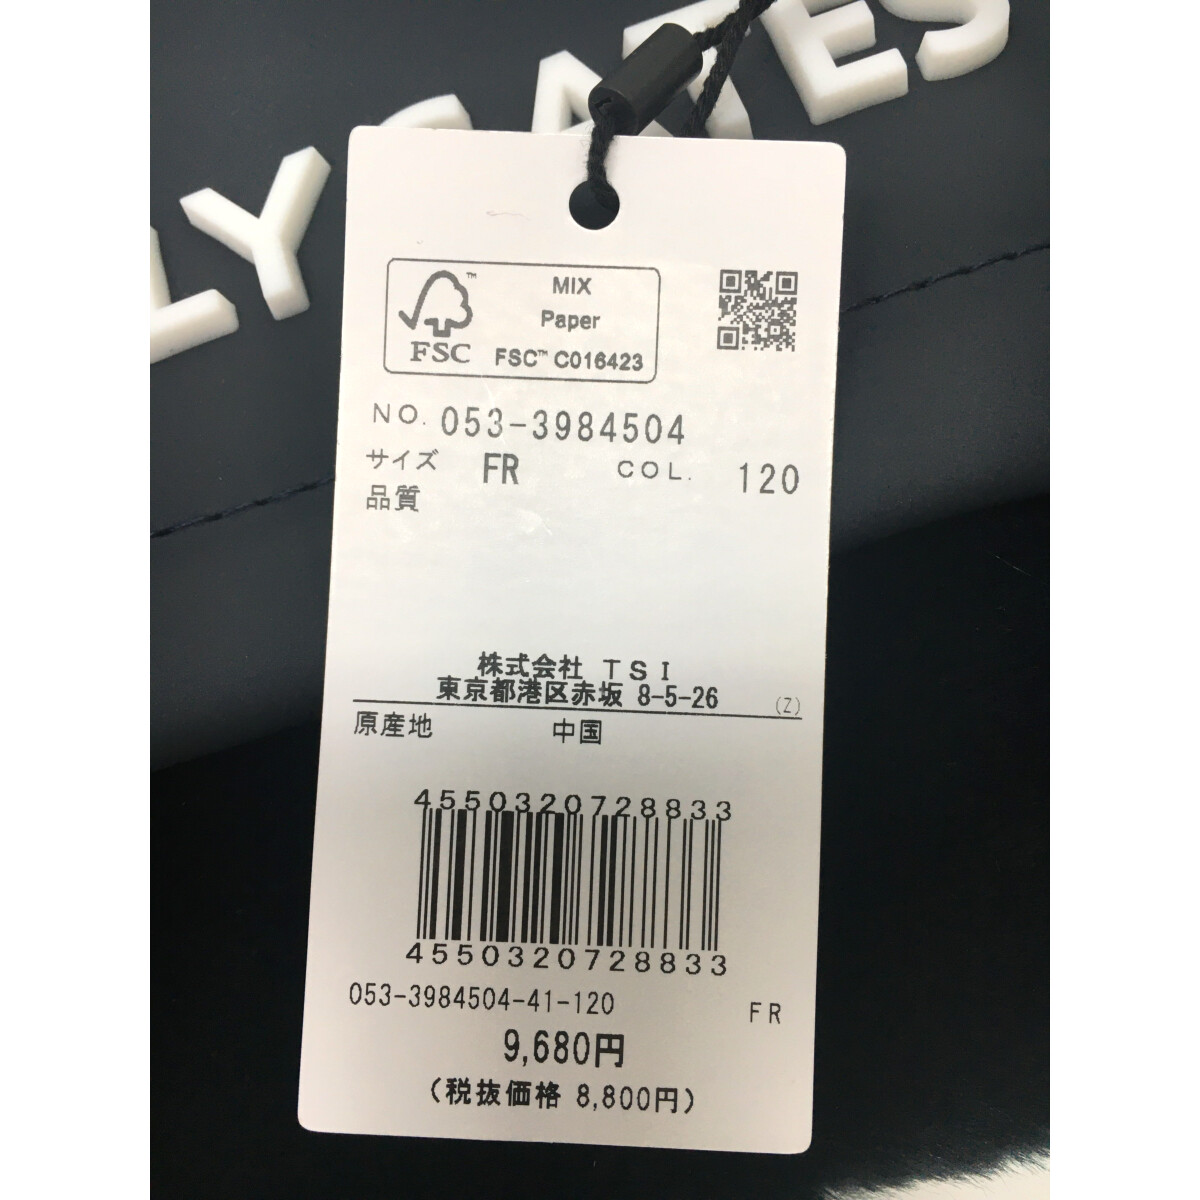 LY GATES
MIX
Paper
FSC™ C016423
FSC
NO. 053-3984504
サイズ FR COL. 120
品質
株式会社 TSI
東京都港区赤坂 8-5-26 (Z)
原産地 中国
4550320728833
4550320728833
053-3984504-41-120 FR
9,680円
(税抜価格 8,800円)